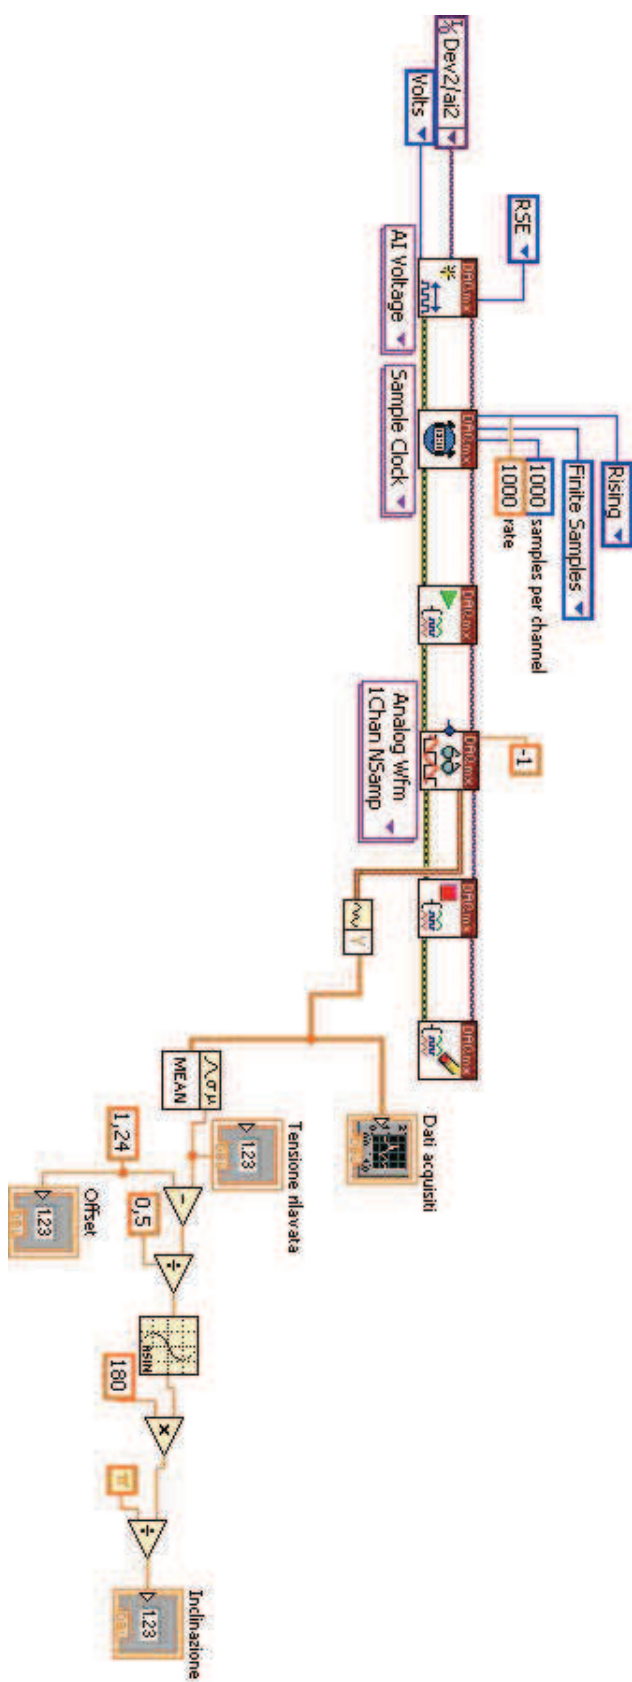 Dev2/ai2
Volts
RSE
DAQmx
AI Voltage
Rising
Finite Samples
1000 samples per channel
1000 rate
DAQmx
Sample Clock
DAQmx
-1
DAQmx
Analog Wfm
1Chan NSamp
DAQmx
DAQmx
Y
Dati acquisiti
MEAN
σ μ
Tensione rilavata
1.23
1,24
Offset
1.23
-
0,5
÷
ASIN
180
×
π
÷
Inclinazione
1.23